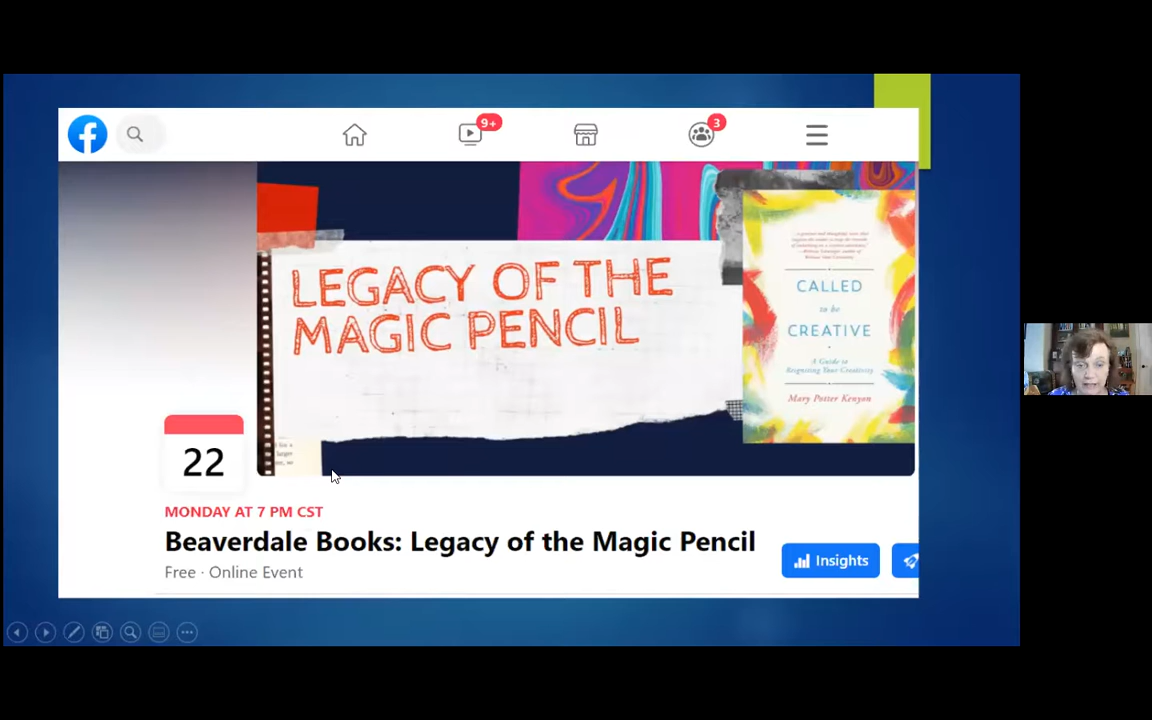 9+
3
LEGACY OF THE
MAGIC PENCIL
CALLED
to be
CREATIVE
A Guide to
Reigniting Your Creativity
Mary Potter Kenyon
22
MONDAY AT 7 PM CST
Beaverdale Books: Legacy of the Magic Pencil
Free · Online Event
Insights